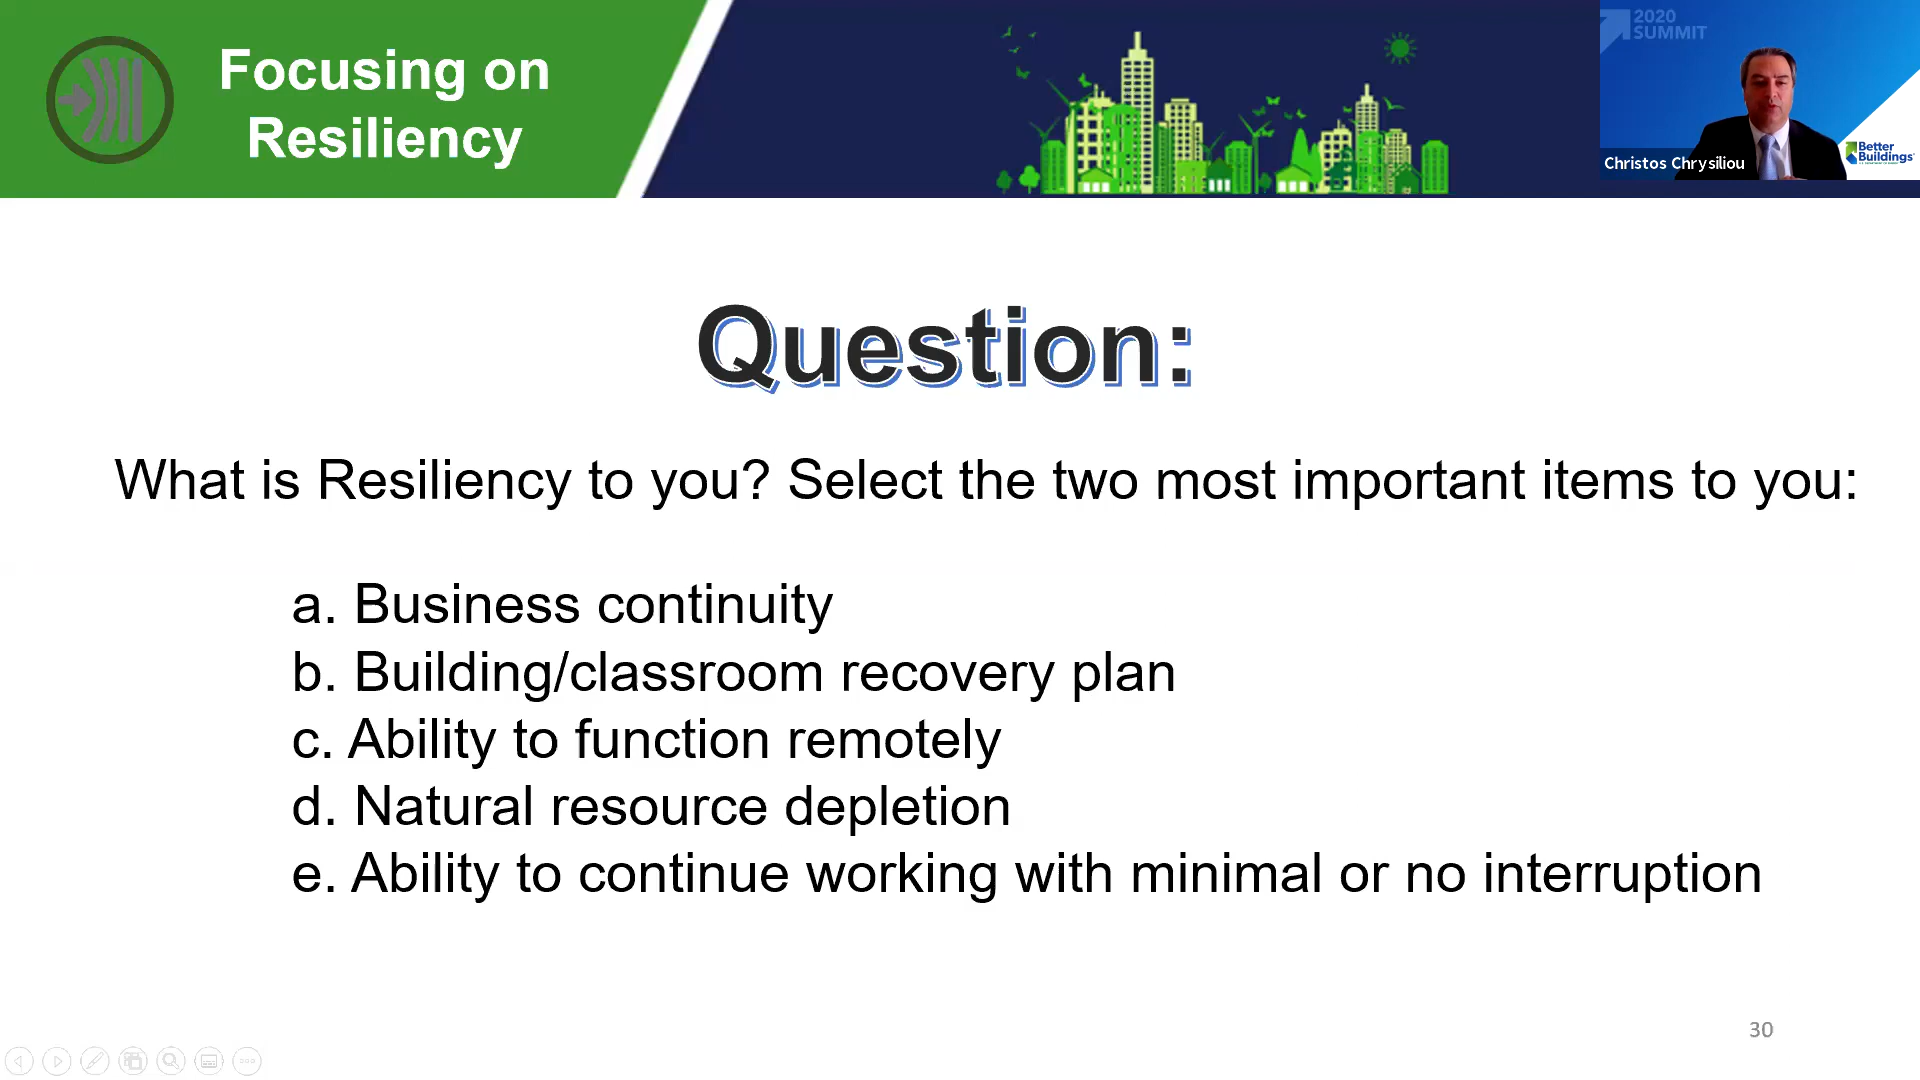 Focusing on
Resiliency
2020
SUMMIT
Christos Chrysiliou
Better
Buildings
Question:
What is Resiliency to you? Select the two most important items to you:
a. Business continuity
b. Building/classroom recovery plan
c. Ability to function remotely
d. Natural resource depletion
e. Ability to continue working with minimal or no interruption
30